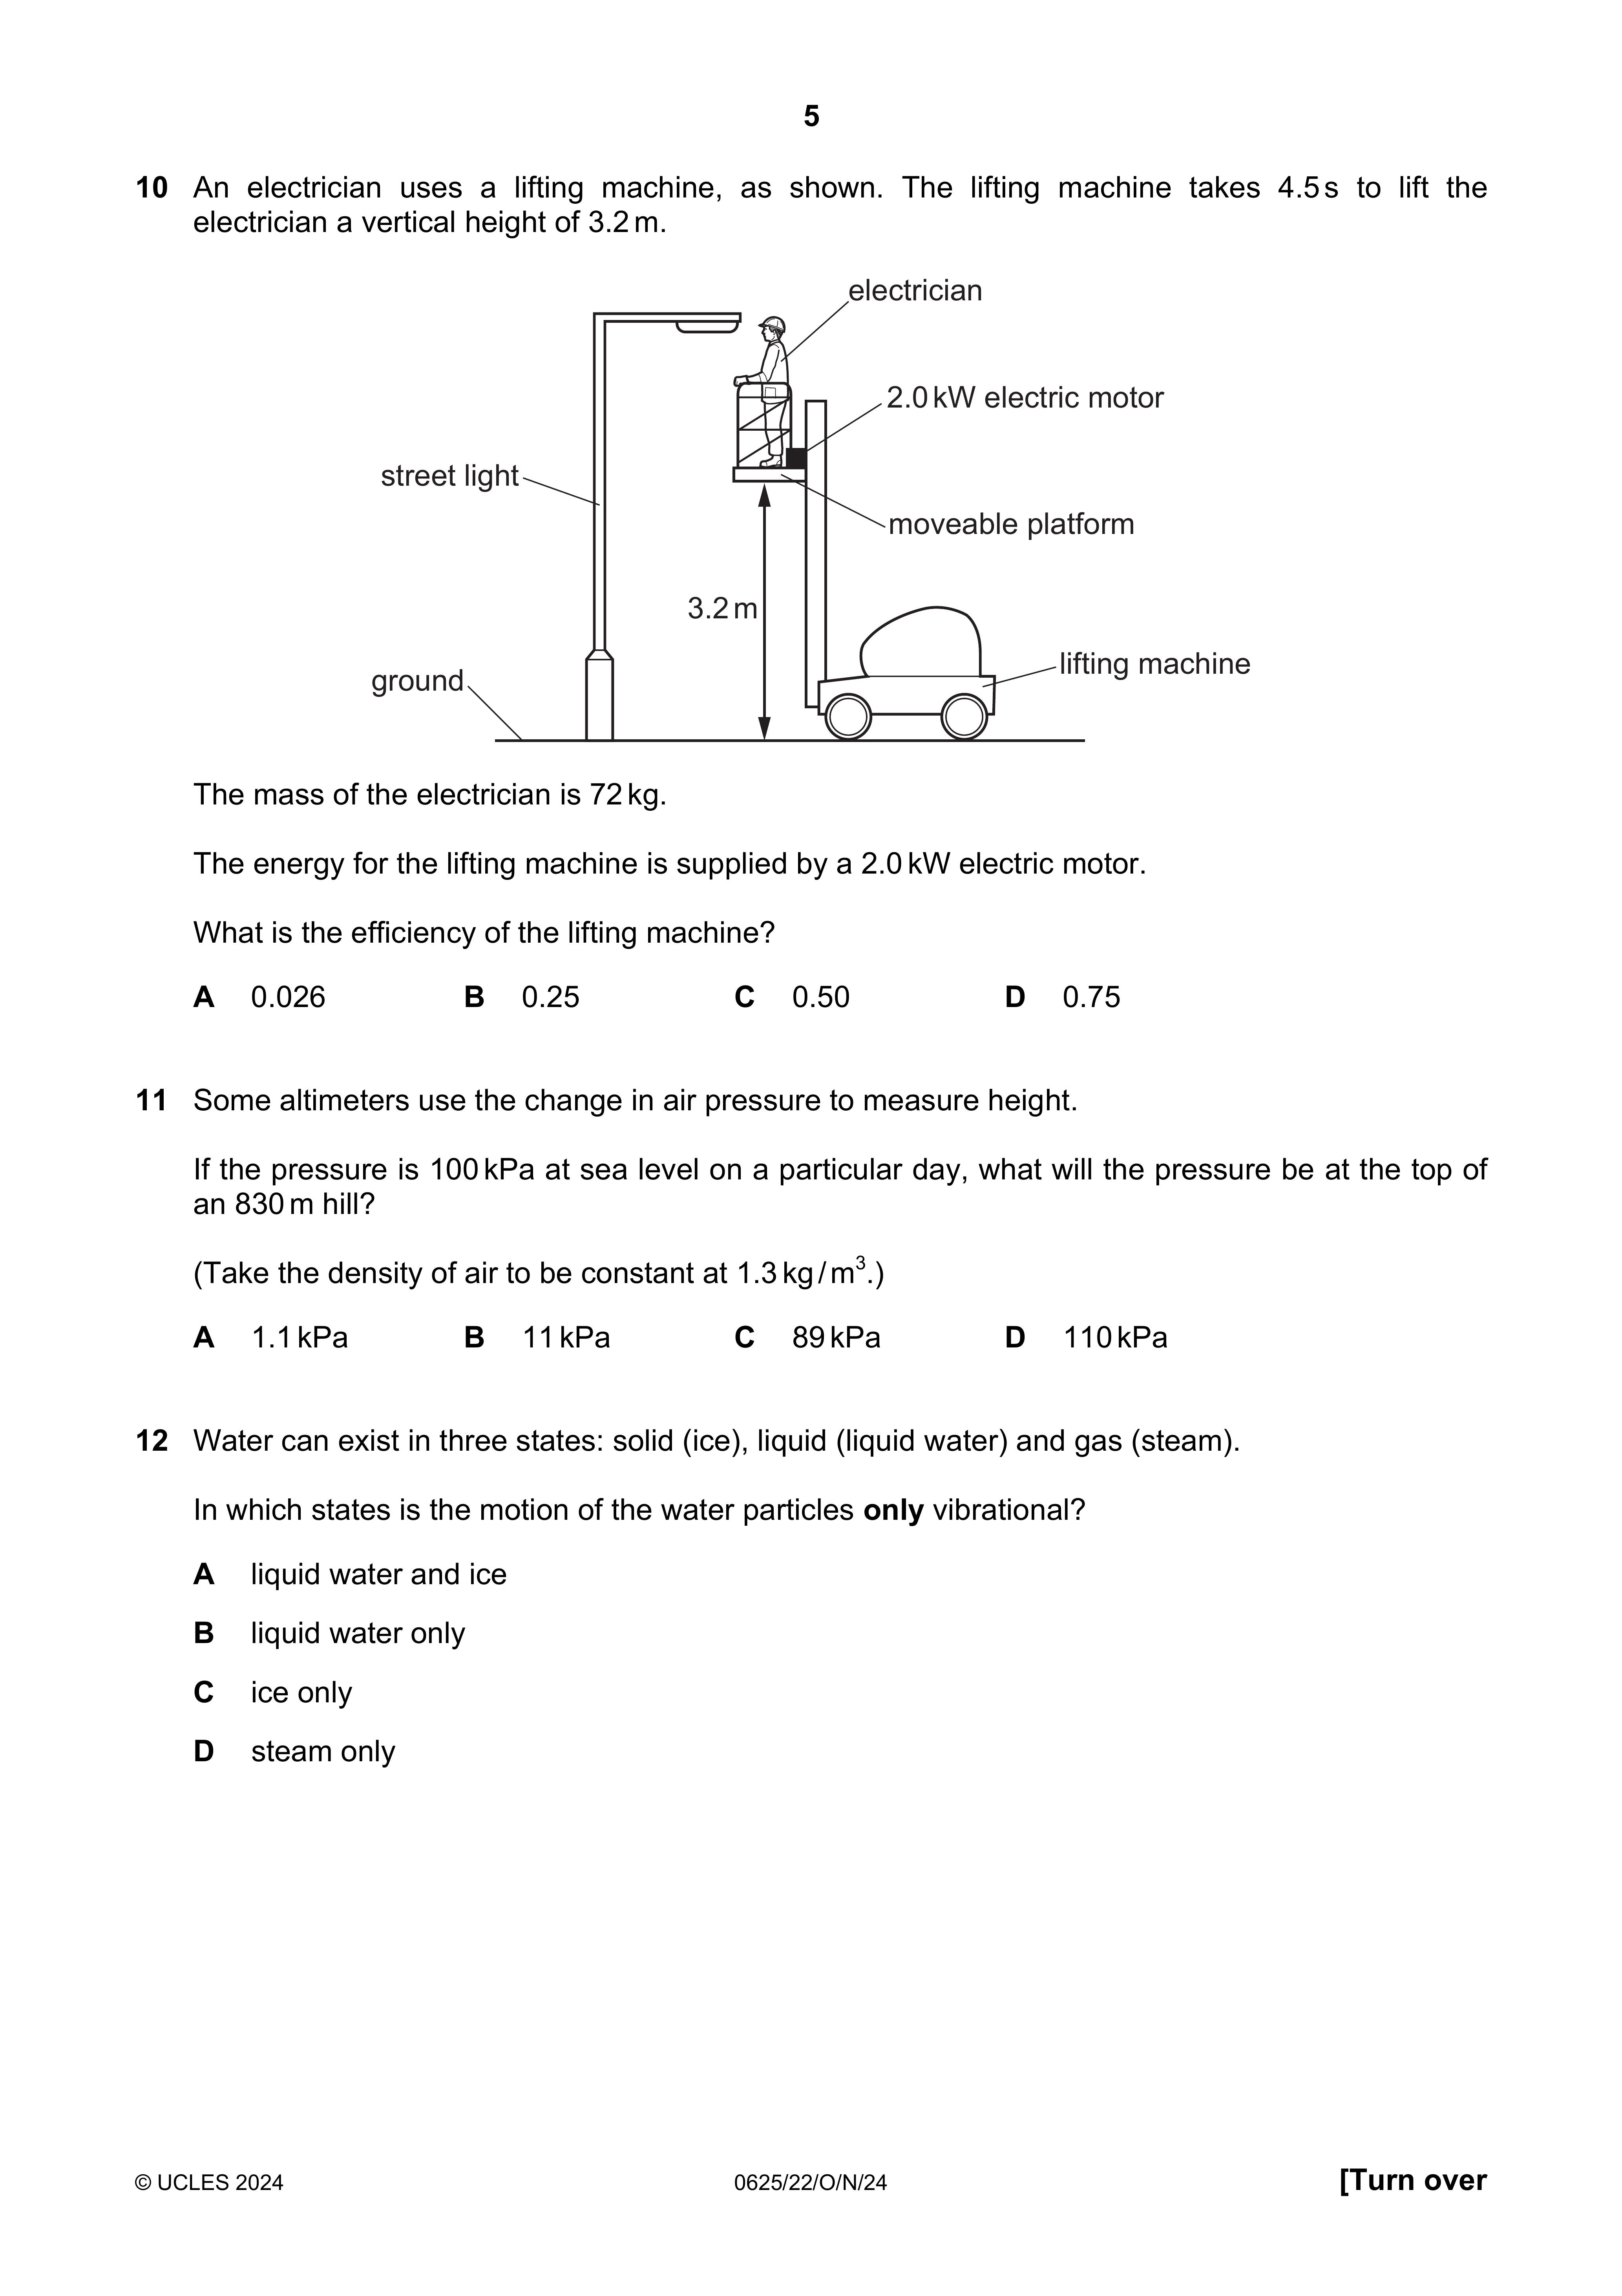 5
10 An electrician uses a lifting machine, as shown. The lifting machine takes 4.5 s to lift the
electrician a vertical height of 3.2 m.
electrician
2.0 kW electric motor
street light
moveable platform
3.2 m
lifting machine
ground
The mass of the electrician is 72 kg.
The energy for the lifting machine is supplied by a 2.0 kW electric motor.
What is the efficiency of the lifting machine?
A 0.026 B 0.25 C 0.50 D 0.75
11 Some altimeters use the change in air pressure to measure height.
If the pressure is 100 kPa at sea level on a particular day, what will the pressure be at the top of
an 830 m hill?
(Take the density of air to be constant at 1.3 kg / m³.)
A 1.1 kPa B 11 kPa C 89 kPa D 110 kPa
12 Water can exist in three states: solid (ice), liquid (liquid water) and gas (steam).
In which states is the motion of the water particles only vibrational?
A liquid water and ice
B liquid water only
C ice only
D steam only
© UCLES 2024 0625/22/O/N/24 [Turn over